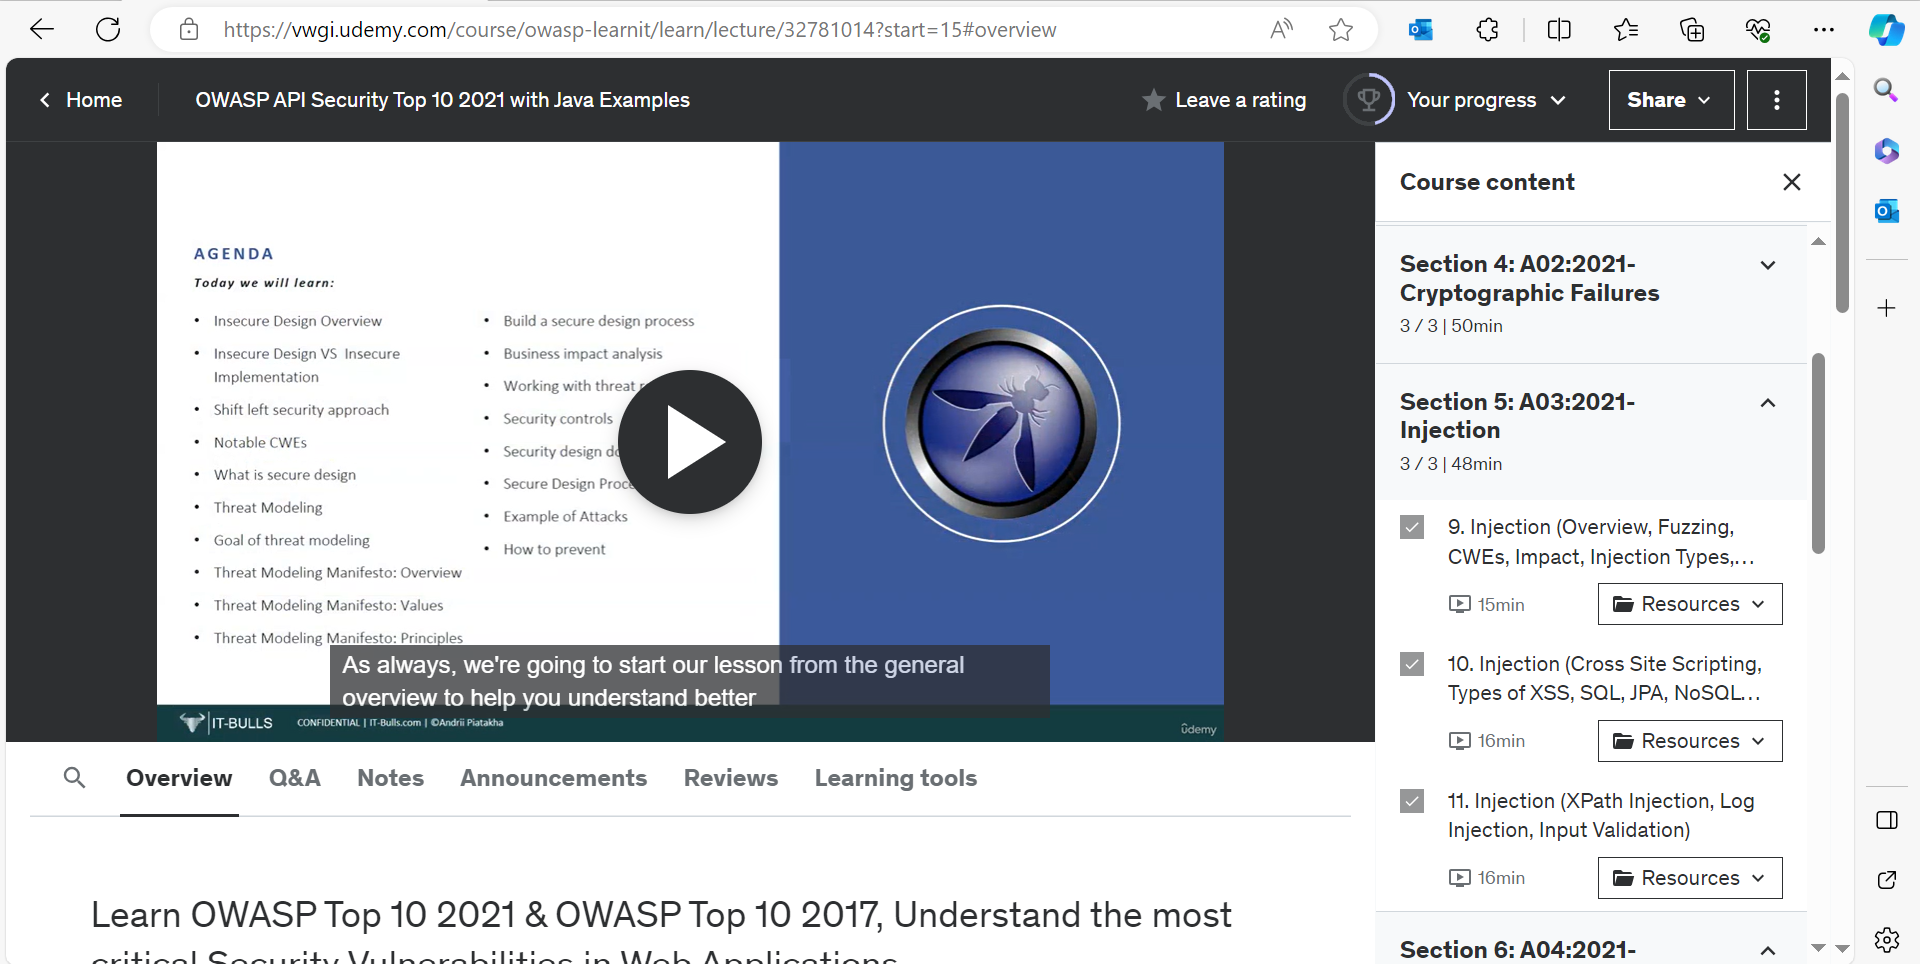 https://vwgi.udemy.com/course/owasp-learnit/learn/lecture/32781014?start=15#overview
Home
OWASP API Security Top 10 2021 with Java Examples
Leave a rating
Your progress
Share
AGENDA
Today we will learn:
• Insecure Design Overview
• Insecure Design VS Insecure
Implementation
• Shift left security approach
• Notable CWEs
• What is secure design
• Threat Modeling
• Goal of threat modeling
• Threat Modeling Manifesto: Overview
• Threat Modeling Manifesto: Values
• Threat Modeling Manifesto: Principles
• Build a secure design process
• Business impact analysis
• Working with threat
• Security controls
• Security design
• Secure Design
• Example of Attacks
• How to prevent
As always, we're going to start our lesson from the general
overview to help you understand better
IT-BULLS
CONFIDENTIAL | IT-Bulls.com | ©Andrii Piatakha
ûdemy
Course content
Section 4: A02:2021-
Cryptographic Failures
3 / 3 | 50min
Section 5: A03:2021-
Injection
3 / 3 | 48min
9. Injection (Overview, Fuzzing,
CWEs, Impact, Injection Types,...
15min
Resources
10. Injection (Cross Site Scripting,
Types of XSS, SQL, JPA, NoSQL...
16min
Resources
11. Injection (XPath Injection, Log
Injection, Input Validation)
16min
Resources
Section 6: A04:2021-
Overview
Q&A
Notes
Announcements
Reviews
Learning tools
Learn OWASP Top 10 2021 & OWASP Top 10 2017, Understand the most
critical Security Vulnerabilities in Web Applications